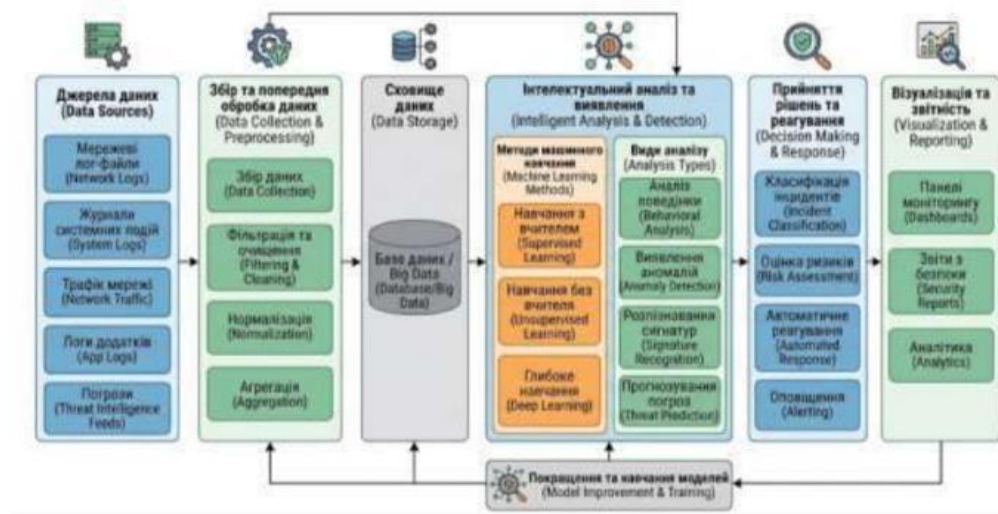 Джерела даних
(Data Sources)
Мережеві
лог-файли
(Network Logs)
Журнали
системних подій
(System Logs)
Трафік мережі
(Network Traffic)
Логи додатків
(App Logs)
Погрози
(Threat Intelligence
Feeds)
Збір та попередня
обробка даних
(Data Collection &
Preprocessing)
Збір даних
(Data Collection)
Фільтрація та
очищення
(Filtering &
Cleaning)
Нормалізація
(Normalization)
Агрегація
(Aggregation)
Сховище
даних
(Data Storage)
База даних /
Big Data
(Database/Big
Data)
Інтелектуальний аналіз та
виявлення
(Intelligent Analysis & Detection)
Методи машинного
навчання
(Machine Learning
Methods)
Навчання з
вчителем
(Supervised
Learning)
Навчання без
вчителя
(Unsupervised
Learning)
Глибоке
навчання
(Deep Learning)
Види аналізу
(Analysis Types)
Аналіз
поведінки
(Behavioral
Analysis)
Виявлення
аномалій
(Anomaly Detection)
Розпізнавання
сигнатур
(Signature
Recognition)
Прогнозування
погроз
(Threat Prediction)
Прийняття
рішень та
реагування
(Decision Making
& Response)
Класифікація
інцидентів
(Incident
Classification)
Оцінка ризиків
(Risk Assessment)
Автоматичне
реагування
(Automated
Response)
Оповіщення
(Alerting)
Візуалізація та
звітність
(Visualization &
Reporting)
Панелі
моніторингу
(Dashboards)
Звіти з
безпеки
(Security
Reports)
Аналітика
(Analytics)
Покращення та навчання моделей
(Model Improvement & Training)